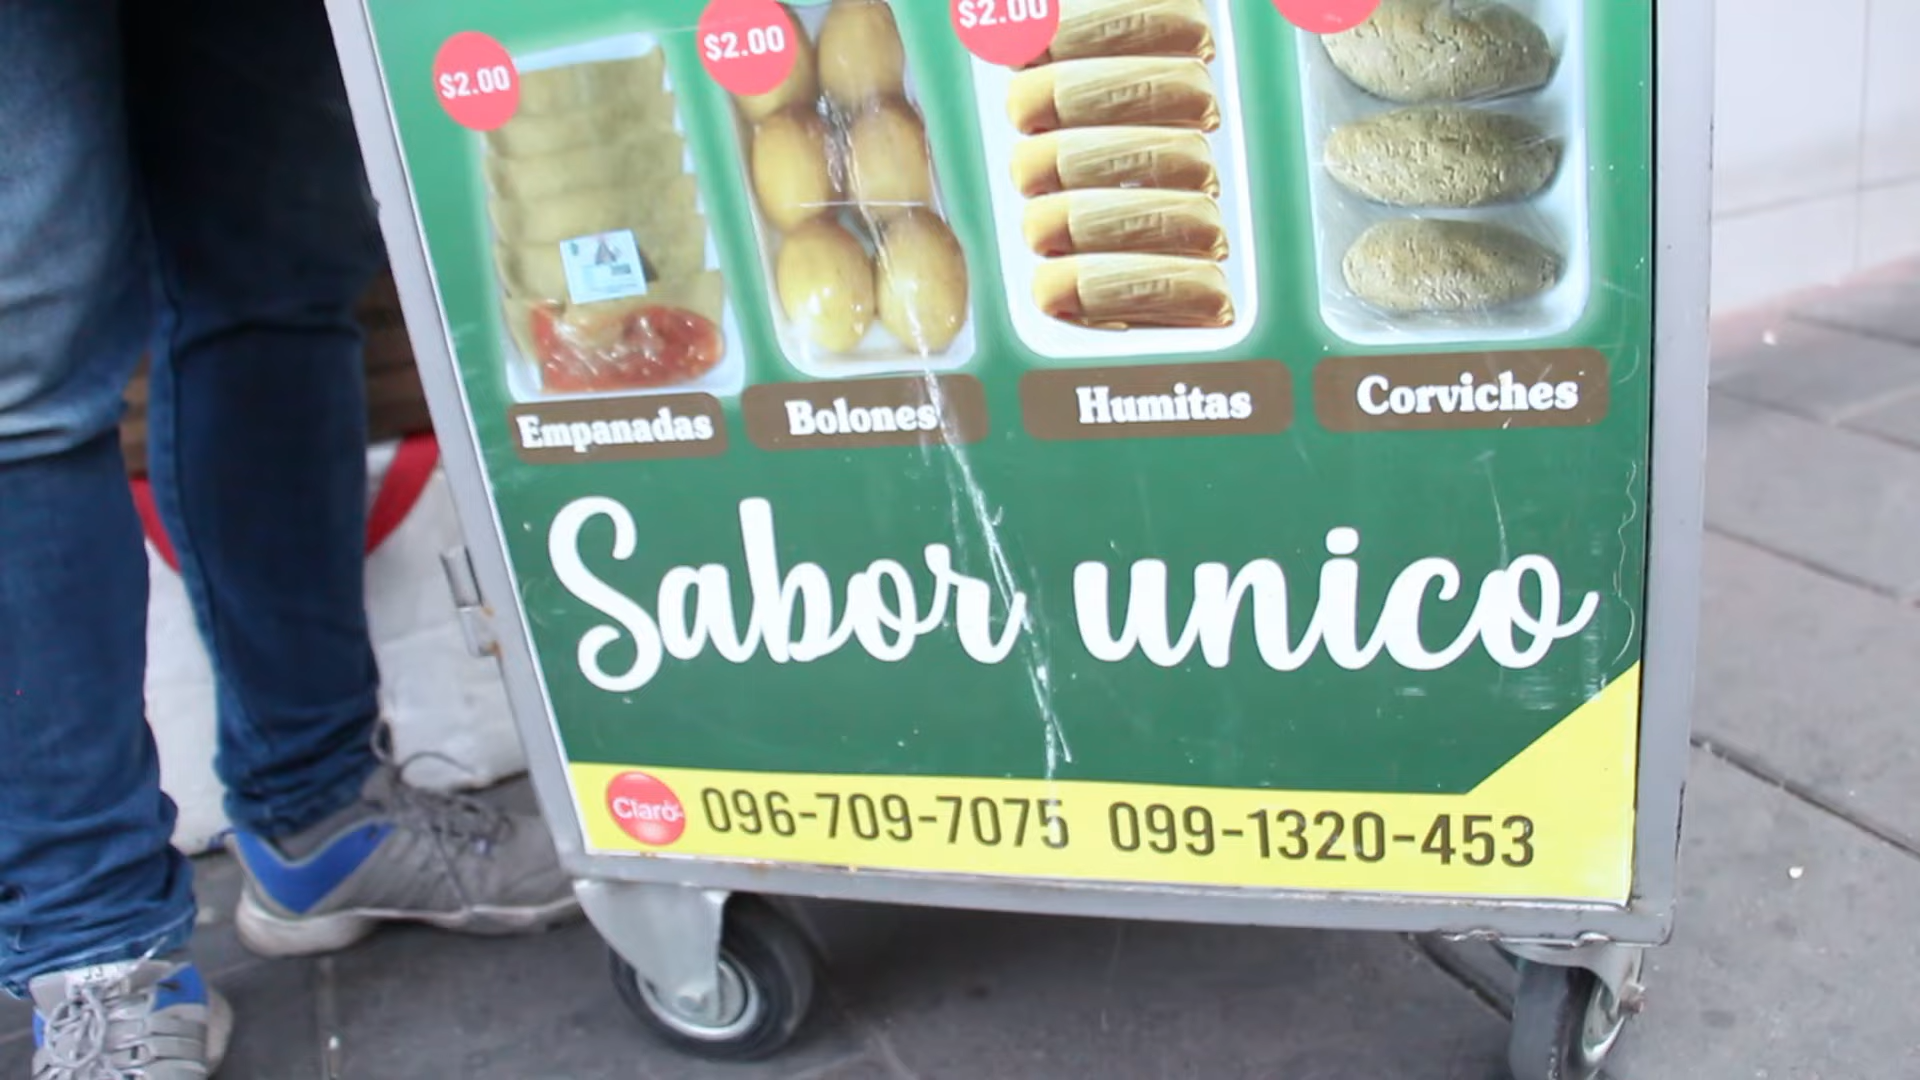 $2.00 $2.00 $2.00
Empanadas Bolones Humitas Corviches
Sabor unico
Claro 096-709-7075 099-1320-453